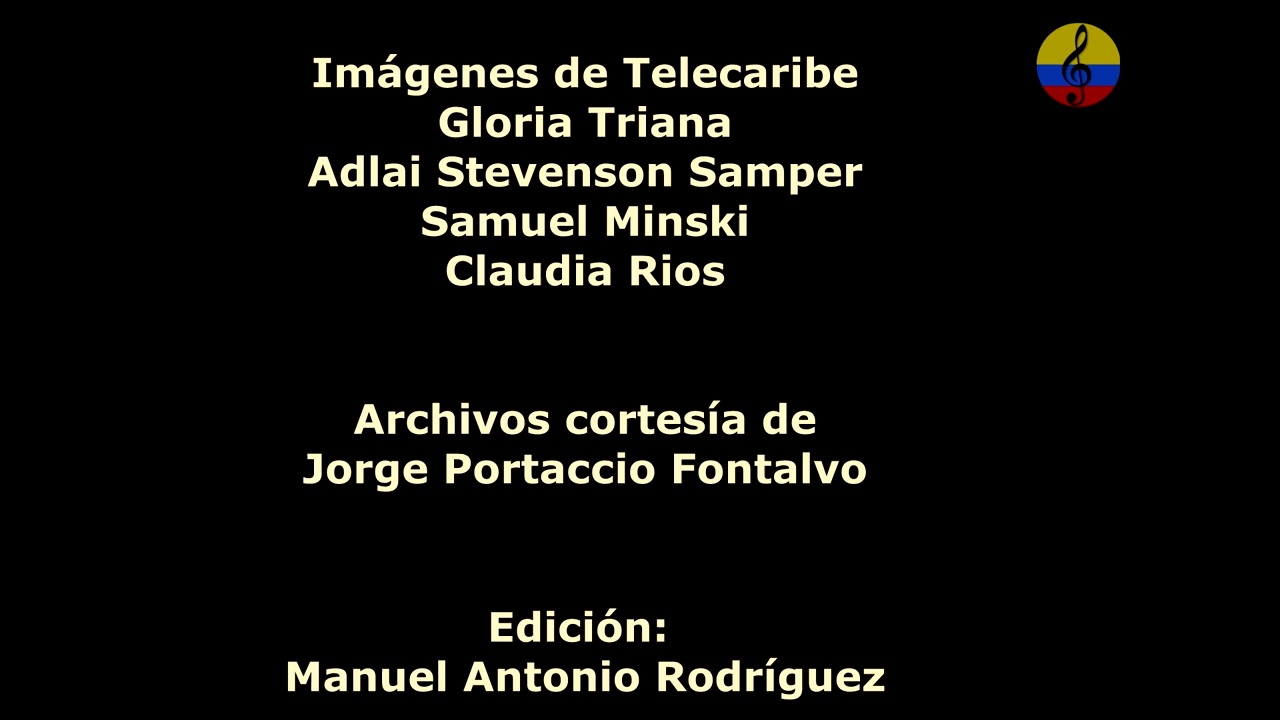 Imágenes de Telecaribe
Gloria Triana
Adlai Stevenson Samper
Samuel Minski
Claudia Rios
Archivos cortesía de
Jorge Portaccio Fontalvo
Edición:
Manuel Antonio Rodríguez